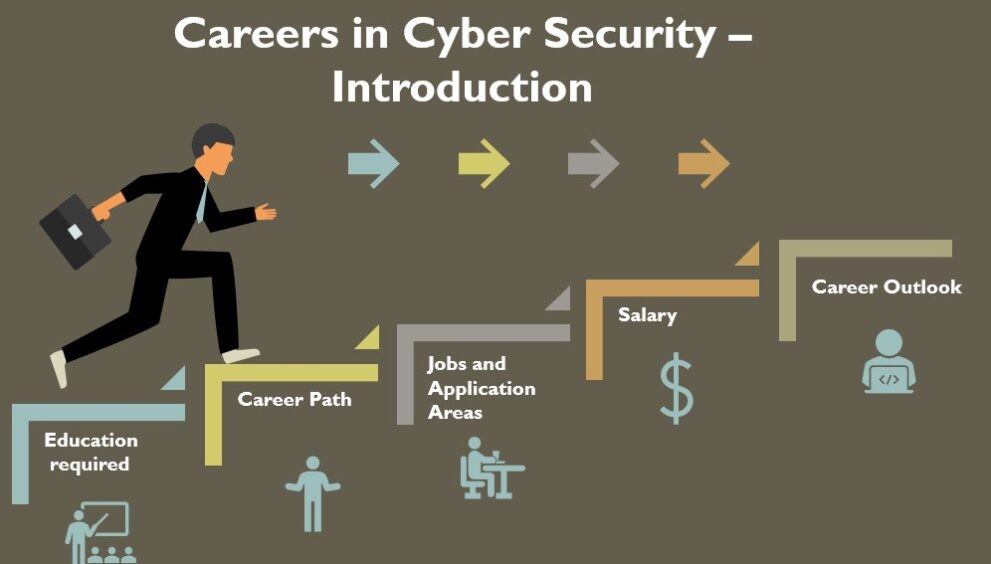 Careers in Cyber Security –
Introduction
Education
required
Career Path
Jobs and
Application
Areas
Salary
$
Career Outlook
</>